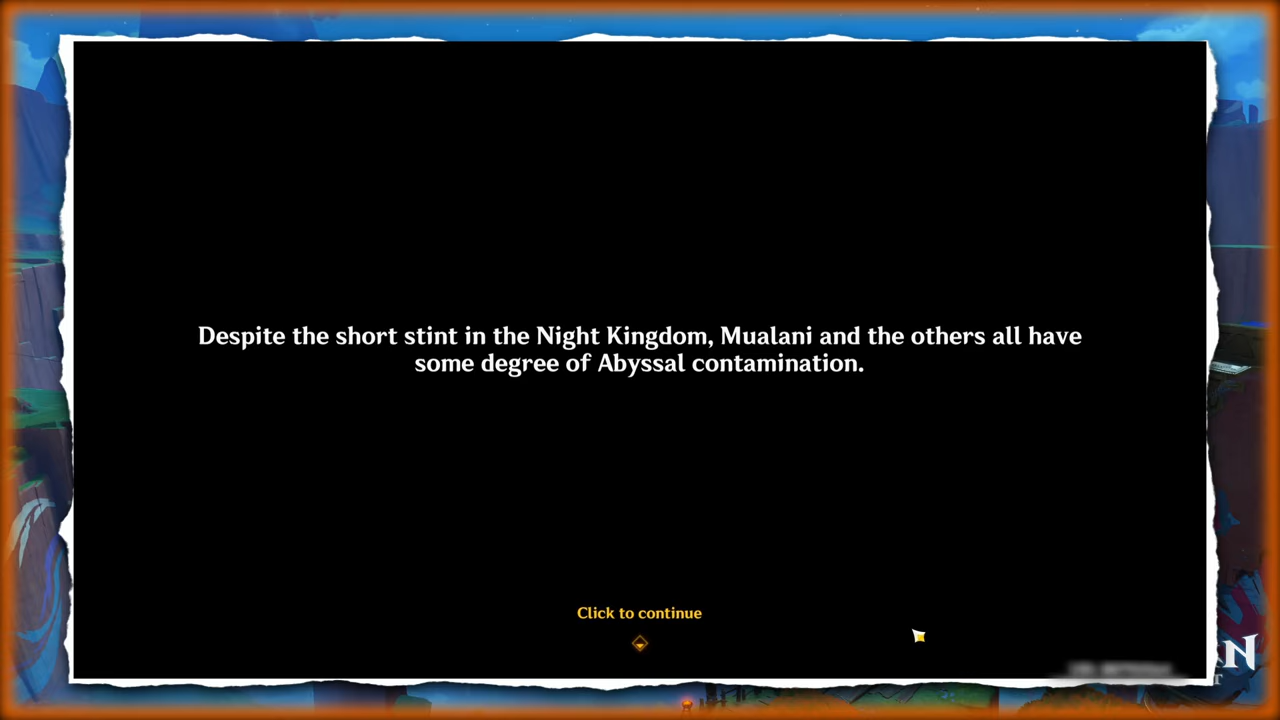 Despite the short stint in the Night Kingdom, Mualani and the others all have
some degree of Abyssal contamination.
Click to continue
N
T